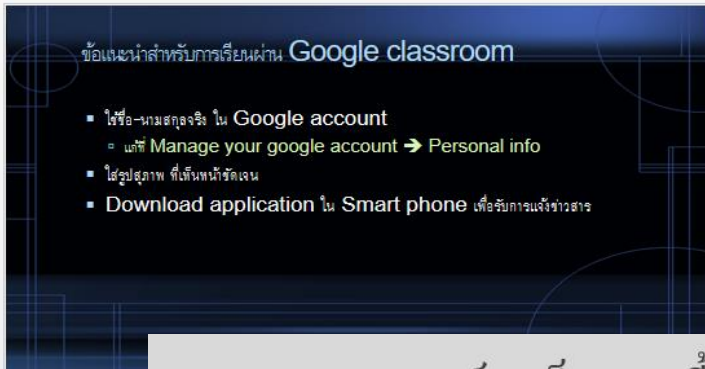 ข้อแนะนำสำหรับการเรียนผ่าน Google classroom
▪ ใช้ชื่อ-นามสกุลจริง ใน Google account
▫ แก้ที่ Manage your google account ➔ Personal info
▪ ใส่รูปสุภาพ ที่เห็นหน้าชัดเจน
▪ Download application ใน Smart phone เพื่อรับการแจ้งข่าวสาร